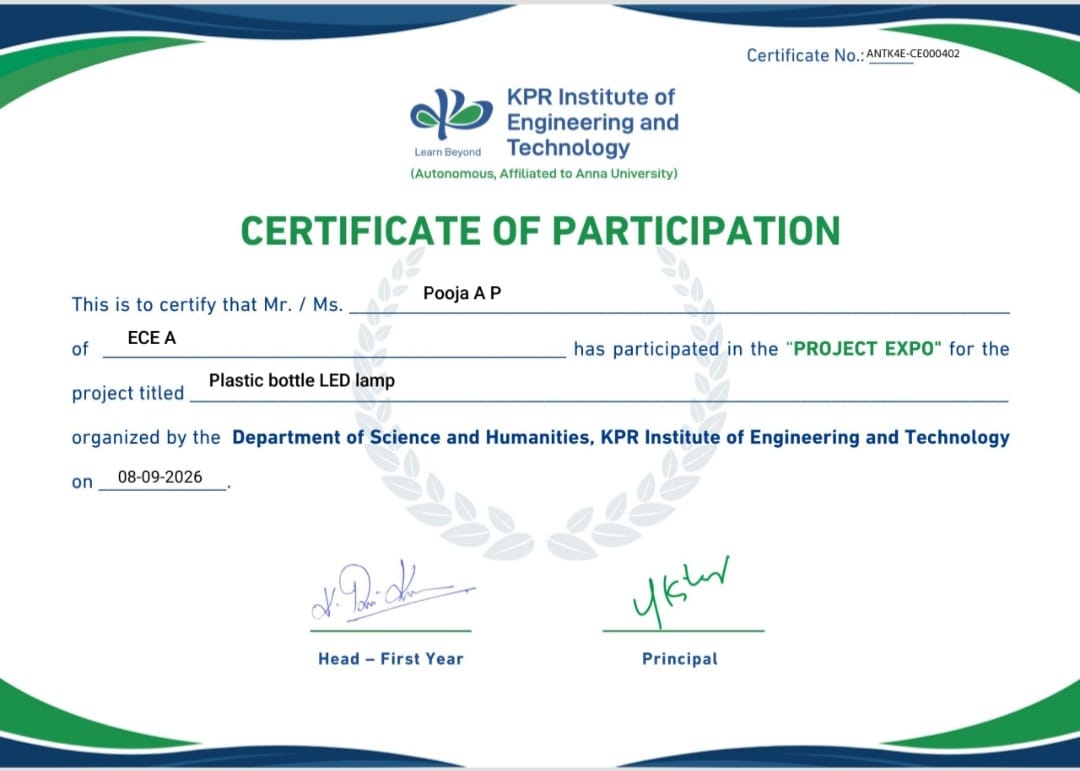 Certificate No.: ANTK4E-CE000402
KPR Institute of
Engineering and
Technology
Learn Beyond
(Autonomous, Affiliated to Anna University)
CERTIFICATE OF PARTICIPATION
This is to certify that Mr. / Ms. Pooja A P
of ECE A has participated in the "PROJECT EXPO" for the
project titled Plastic bottle LED lamp
organized by the Department of Science and Humanities, KPR Institute of Engineering and Technology
on 08-09-2026.
Head – First Year
Principal